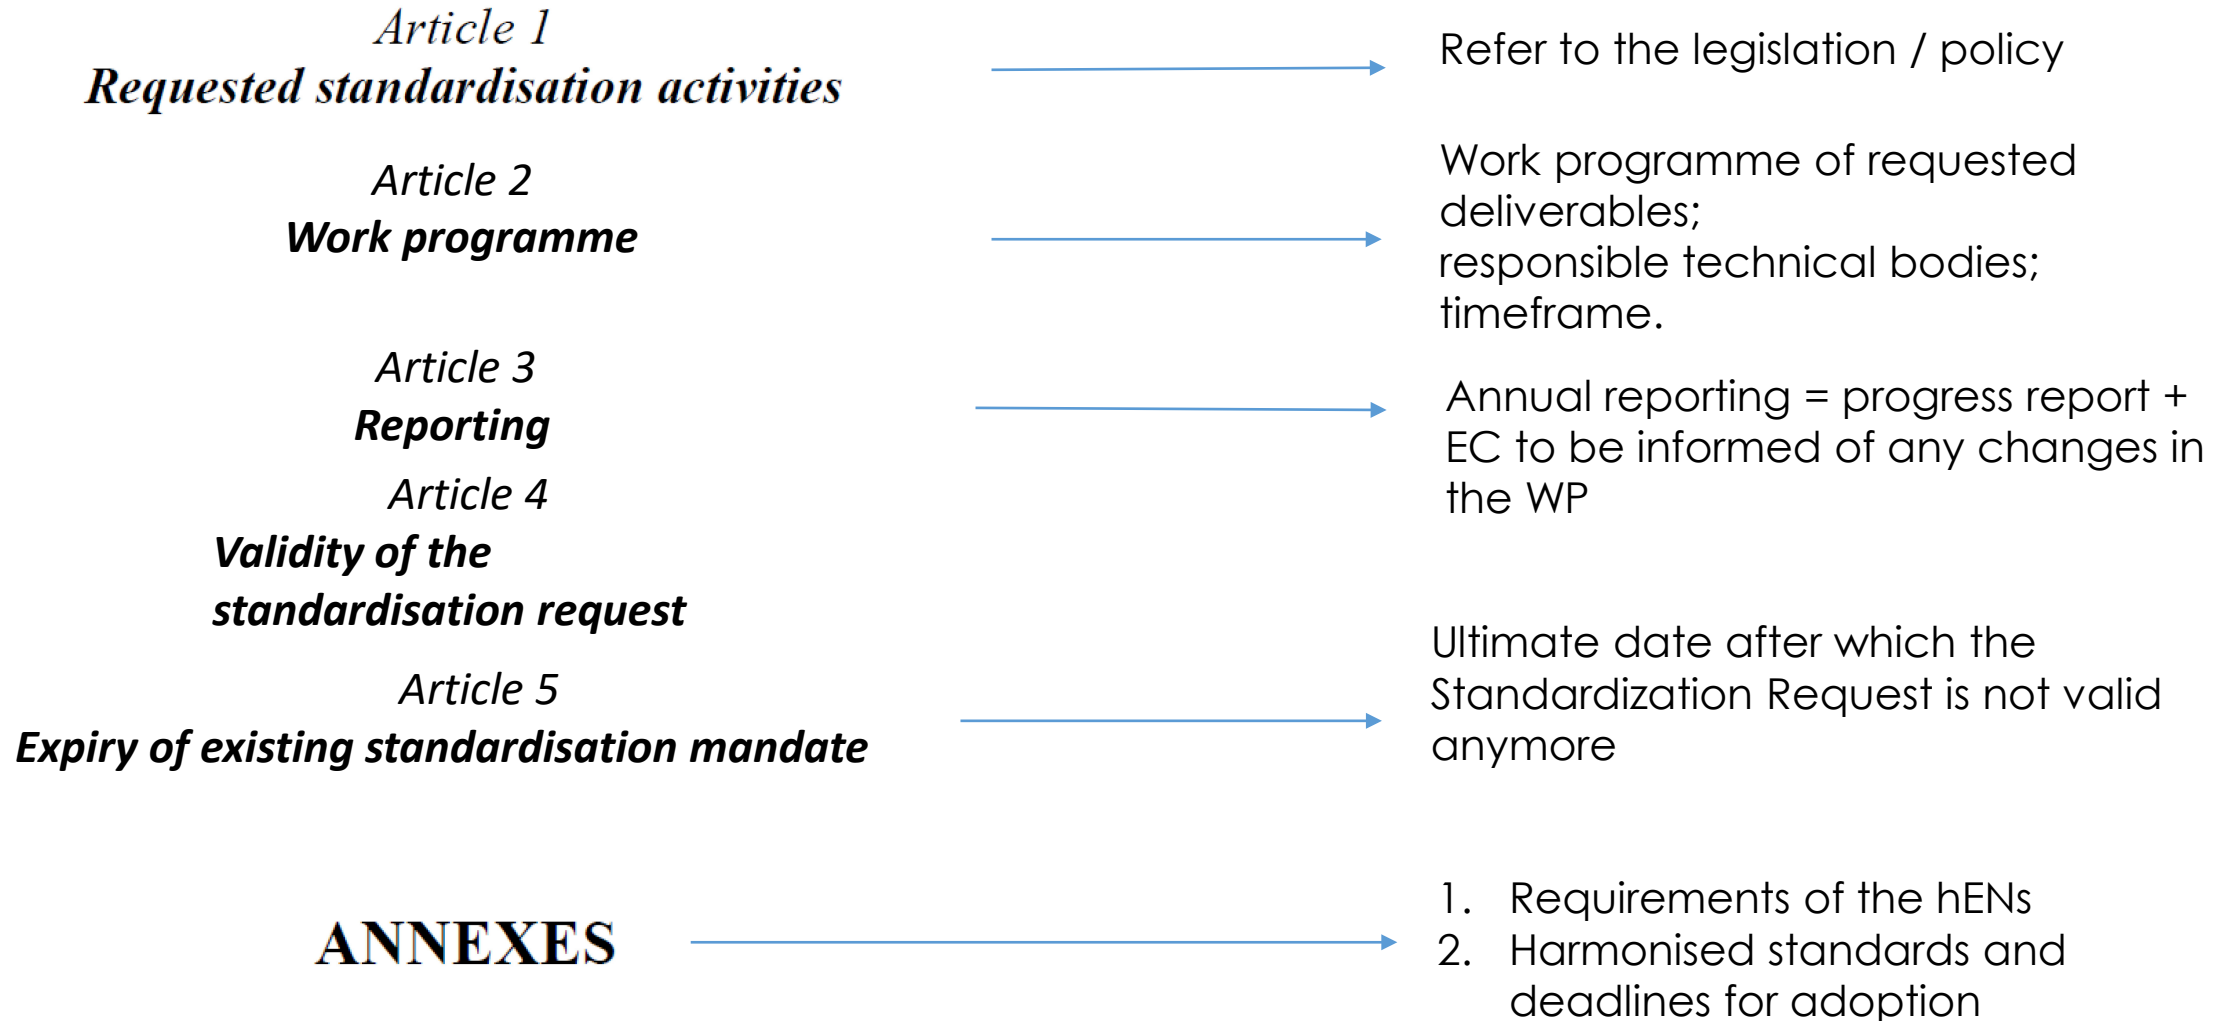 Article 1
Requested standardisation activities
Refer to the legislation / policy
Article 2
Work programme
Work programme of requested
deliverables;
responsible technical bodies;
timeframe.
Article 3
Reporting
Annual reporting = progress report +
EC to be informed of any changes in
the WP
Article 4
Validity of the
standardisation request
Article 5
Expiry of existing standardisation mandate
Ultimate date after which the
Standardization Request is not valid
anymore
ANNEXES
1. Requirements of the hENs
2. Harmonised standards and
deadlines for adoption